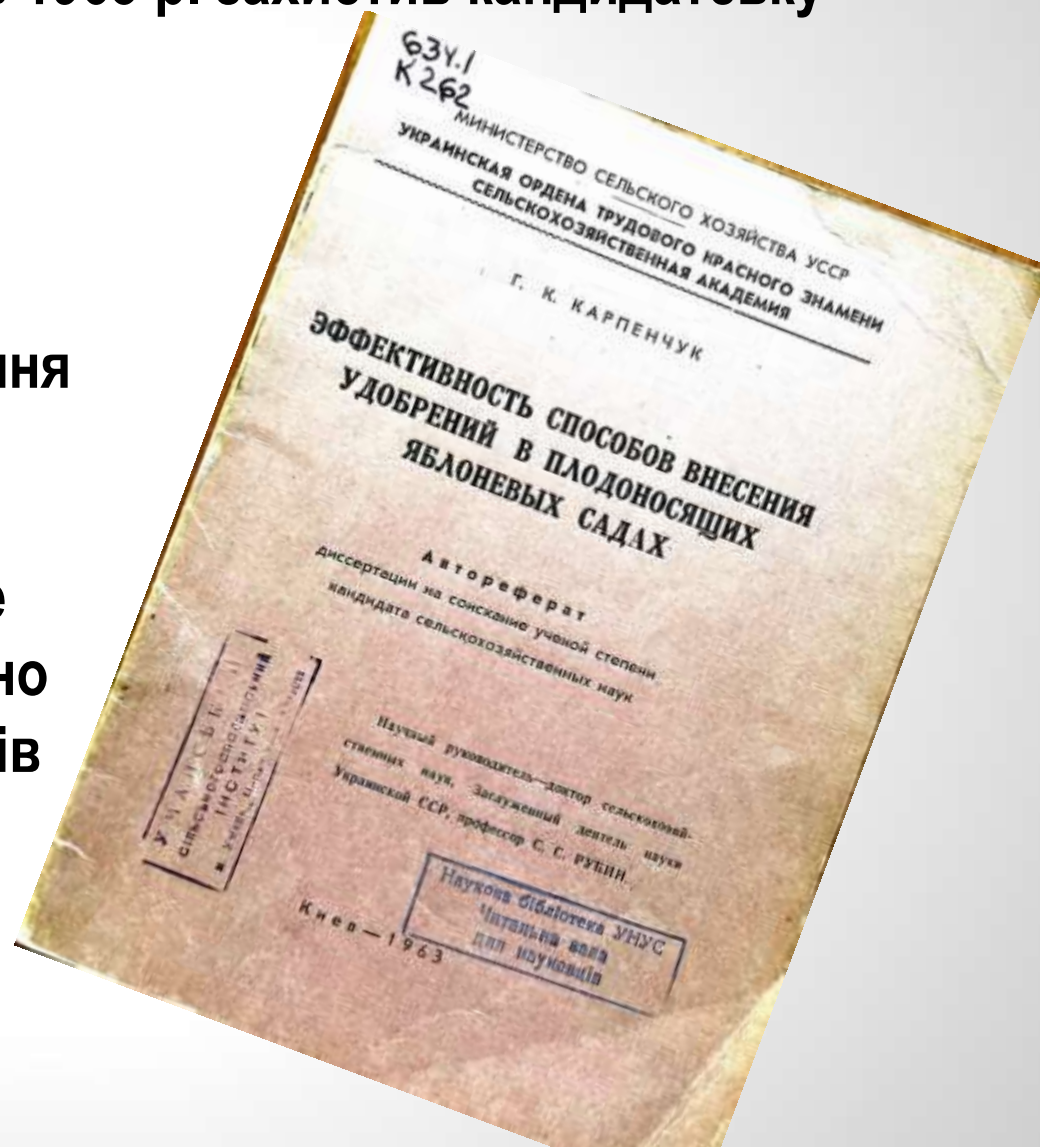 захистив кандидатську
ння
е
но
ів
634.1
К 262
МИНИСТЕРСТВО СЕЛЬСКОГО ХОЗЯЙСТВА УССР
УКРАИНСКАЯ ОРДЕНА ТРУДОВОГО КРАСНОГО ЗНАМЕНИ
СЕЛЬСКОХОЗЯЙСТВЕННАЯ АКАДЕМИЯ
Г. К. КАРПЕНЧУК
ЭФФЕКТИВНОСТЬ СПОСОБОВ ВНЕСЕНИЯ
УДОБРЕНИЙ В ПЛОДОНОСЯЩИХ
ЯБЛОНЕВЫХ САДАХ
Автореферат
диссертации на соискание ученой степени
кандидата сельскохозяйственных наук
Научный руководитель—доктор сельскохозяй-
ственных наук, Заслуженный деятель науки
Украинской ССР, профессор С. С. РУБИН.
сільськогосподарський
ІНСТИТУТ
Наукова бібліотека УНУС
Читальна зала
для науковців
Киев—1963